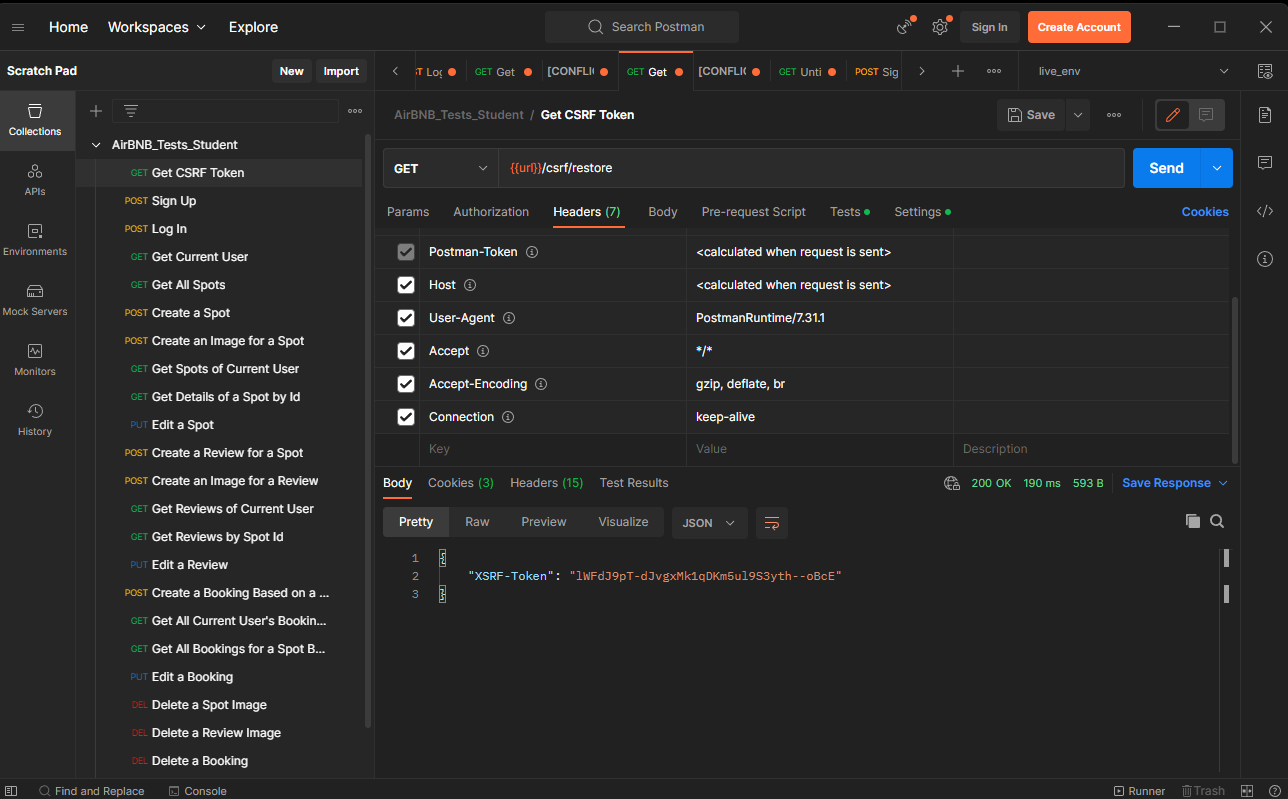 Home Workspaces Explore Search Postman Sign In Create Account
Scratch Pad New Import
Log GET Get [CONFLIC GET Get [CONFLIC GET Unti POST Sig live_env
Collections
APIs
Environments
Mock Servers
Monitors
History
AirBNB_Tests_Student
GET Get CSRF Token
POST Sign Up
POST Log In
GET Get Current User
GET Get All Spots
POST Create a Spot
POST Create an Image for a Spot
GET Get Spots of Current User
GET Get Details of a Spot by Id
PUT Edit a Spot
POST Create a Review for a Spot
POST Create an Image for a Review
GET Get Reviews of Current User
GET Get Reviews by Spot Id
PUT Edit a Review
POST Create a Booking Based on a ...
GET Get All Current User's Bookin...
GET Get All Bookings for a Spot B...
PUT Edit a Booking
DEL Delete a Spot Image
DEL Delete a Review Image
DEL Delete a Booking
AirBNB_Tests_Student / Get CSRF Token Save
GET {{url}}/csrf/restore Send
Params Authorization Headers (7) Body Pre-request Script Tests Settings Cookies
Postman-Token <calculated when request is sent>
Host <calculated when request is sent>
User-Agent PostmanRuntime/7.31.1
Accept */*
Accept-Encoding gzip, deflate, br
Connection keep-alive
Key Value Description
Body Cookies (3) Headers (15) Test Results 200 OK 190 ms 593 B Save Response
Pretty Raw Preview Visualize JSON
1 {
2 "XSRF-Token": "lWFdJ9pT-dJvgxMk1qDKm5ul9S3yth--oBcE"
3 }
Find and Replace Console Runner Trash